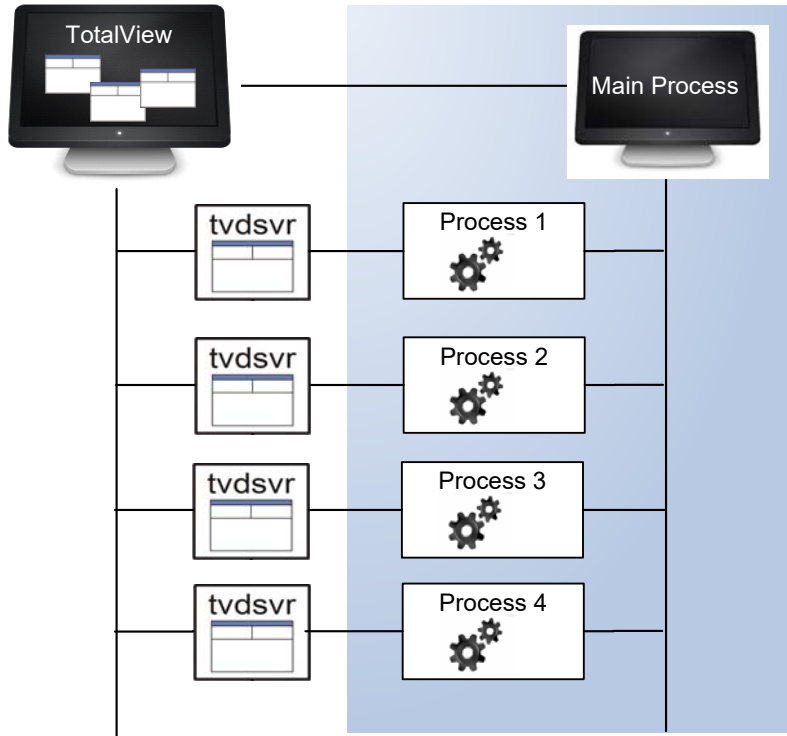 TotalView
Main Process
tvdsvr
Process 1
tvdsvr
Process 2
tvdsvr
Process 3
tvdsvr
Process 4